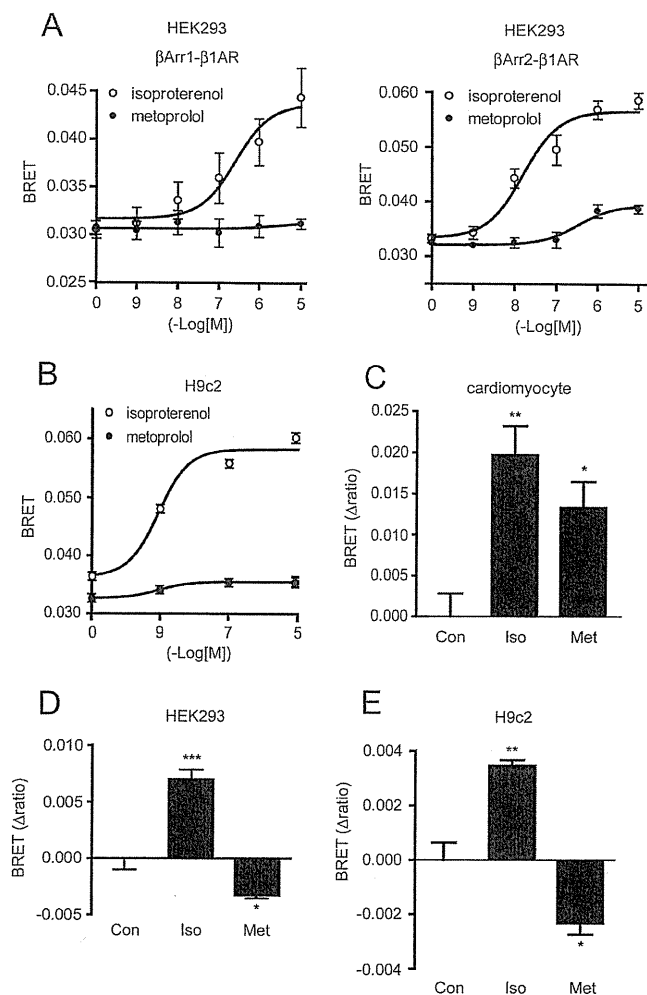 A
HEK293
βArr1-β1AR
isoproterenol
metoprolol
BRET
0.045
0.040
0.035
0.030
0.025
0 9 8 7 6 5
(-Log[M])
HEK293
βArr2-β1AR
isoproterenol
metoprolol
BRET
0.060
0.050
0.040
0.030
0 9 8 7 6 5
(-Log[M])
B
H9c2
isoproterenol
metoprolol
BRET
0.060
0.050
0.040
0.030
0 9 7 5
(-Log[M])
C
cardiomyocyte
BRET (Δratio)
0.025
0.020
0.015
0.010
0.005
0.000
**
*
Con Iso Met
D
HEK293
BRET (Δratio)
0.010
0.005
0.000
-0.005
***
*
Con Iso Met
E
H9c2
BRET (Δratio)
0.004
0.002
0.000
-0.002
-0.004
**
*
Con Iso Met